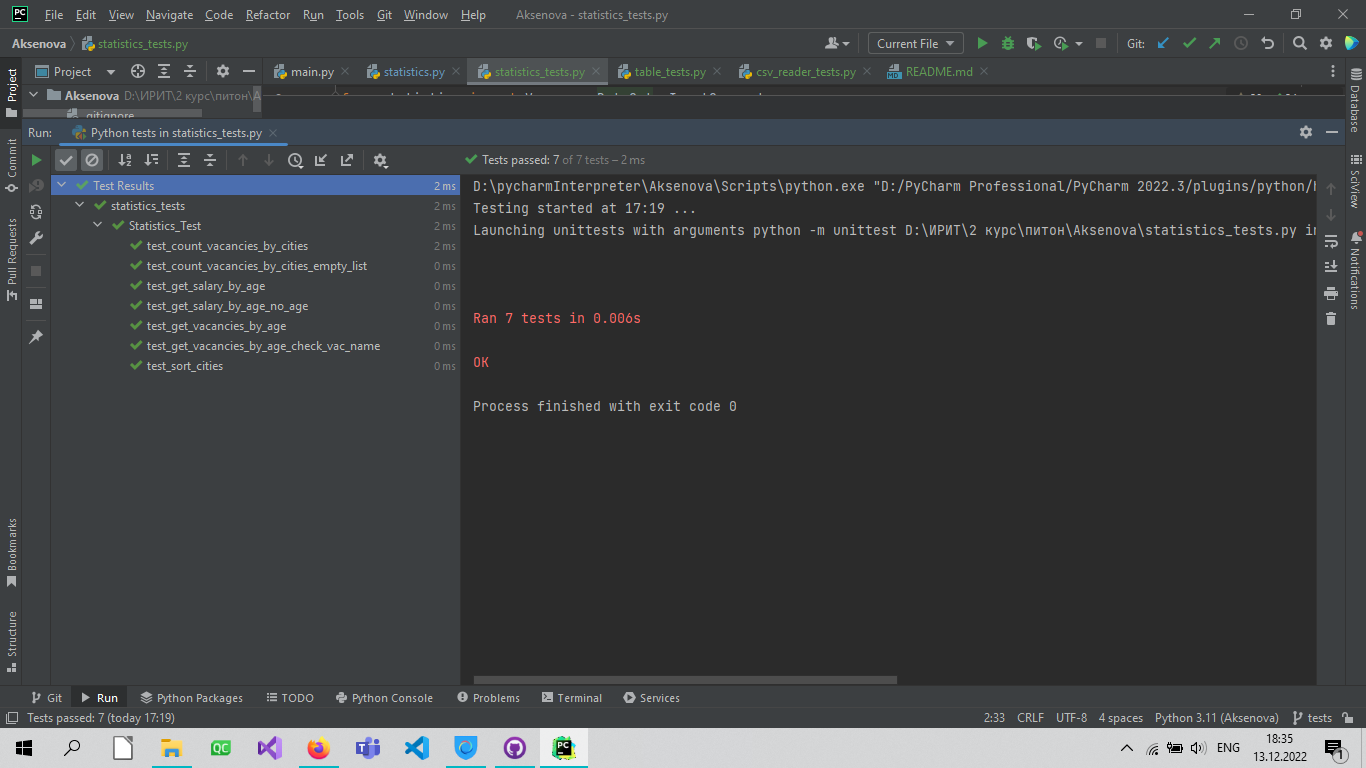 PC File Edit View Navigate Code Refactor Run Tools Git Window Help Aksenova - statistics_tests.py
Aksenova statistics_tests.py Current File Git:
Project main.py statistics.py statistics_tests.py table_tests.py csv_reader_tests.py README.md
Aksenova D:\ИРИТ\2 курс\питон\A
.gitignore
Run: Python tests in statistics_tests.py
Tests passed: 7 of 7 tests – 2 ms
Test Results 2 ms
statistics_tests 2 ms
Statistics_Test 2 ms
test_count_vacancies_by_cities 2 ms
test_count_vacancies_by_cities_empty_list 0 ms
test_get_salary_by_age 0 ms
test_get_salary_by_age_no_age 0 ms
test_get_vacancies_by_age 0 ms
test_get_vacancies_by_age_check_vac_name 0 ms
test_sort_cities 0 ms
D:\pycharmInterpreter\Aksenova\Scripts\python.exe "D:/PyCharm Professional/PyCharm 2022.3/plugins/python/h
Testing started at 17:19 ...
Launching unittests with arguments python -m unittest D:\ИРИТ\2 курс\питон\Aksenova\statistics_tests.py in
Ran 7 tests in 0.006s
OK
Process finished with exit code 0
Project
Commit
Pull Requests
Bookmarks
Structure
Database
SciView
Notifications
Git Run Python Packages TODO Python Console Problems Terminal Services
Tests passed: 7 (today 17:19) 2:33 CRLF UTF-8 4 spaces Python 3.11 (Aksenova) tests
QC PC ENG 18:35
13.12.2022 1